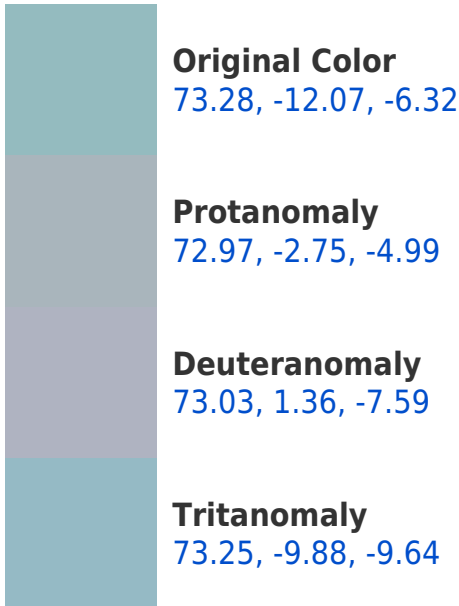 Original Color
73.28, -12.07, -6.32
Protanomaly
72.97, -2.75, -4.99
Deuteranomaly
73.03, 1.36, -7.59
Tritanomaly
73.25, -9.88, -9.64